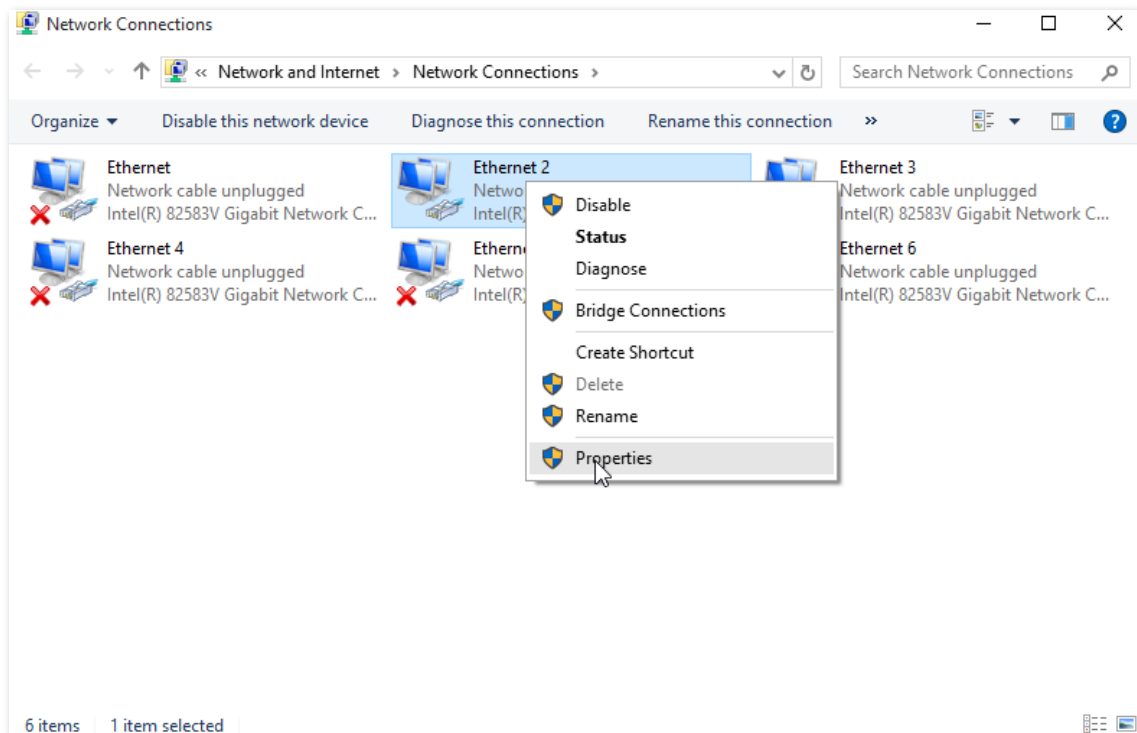 Network Connections
« Network and Internet > Network Connections >
Search Network Connections
Organize
Disable this network device
Diagnose this connection
Rename this connection
»
?
Ethernet
Network cable unplugged
Intel(R) 82583V Gigabit Network C...
Ethernet 2
Netwo
Intel(R)
Ethernet 3
Network cable unplugged
Intel(R) 82583V Gigabit Network C...
Ethernet 4
Network cable unplugged
Intel(R) 82583V Gigabit Network C...
Ethern
Netwo
Intel(R)
Ethernet 6
Network cable unplugged
Intel(R) 82583V Gigabit Network C...
Disable
Status
Diagnose
Bridge Connections
Create Shortcut
Delete
Rename
Properties
6 items
1 item selected